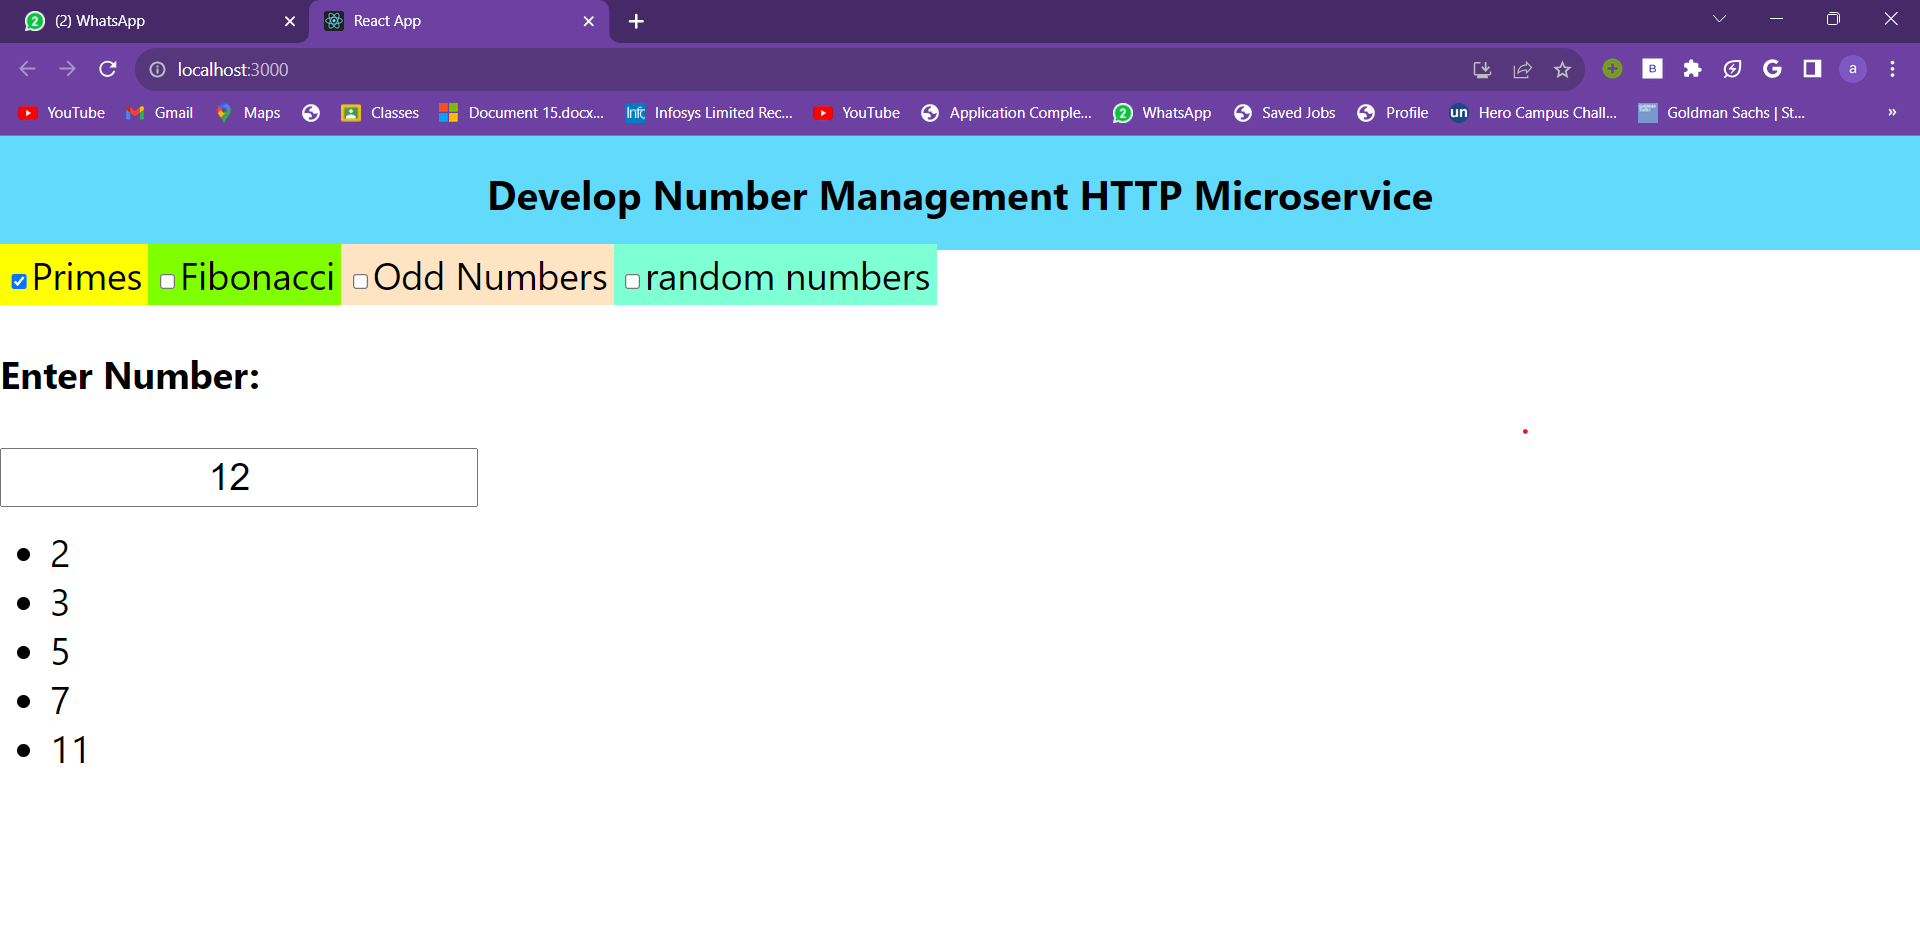 (2) WhatsApp
React App
localhost:3000
B
a
YouTube
Gmail
Maps
Classes
Document 15.docx...
Infosys Limited Rec...
YouTube
Application Comple...
WhatsApp
Saved Jobs
Profile
un
Hero Campus Chall...
Goldman Sachs | St...
»
Develop Number Management HTTP Microservice
Primes
Fibonacci
Odd Numbers
random numbers
Enter Number:
12
2
3
5
7
11